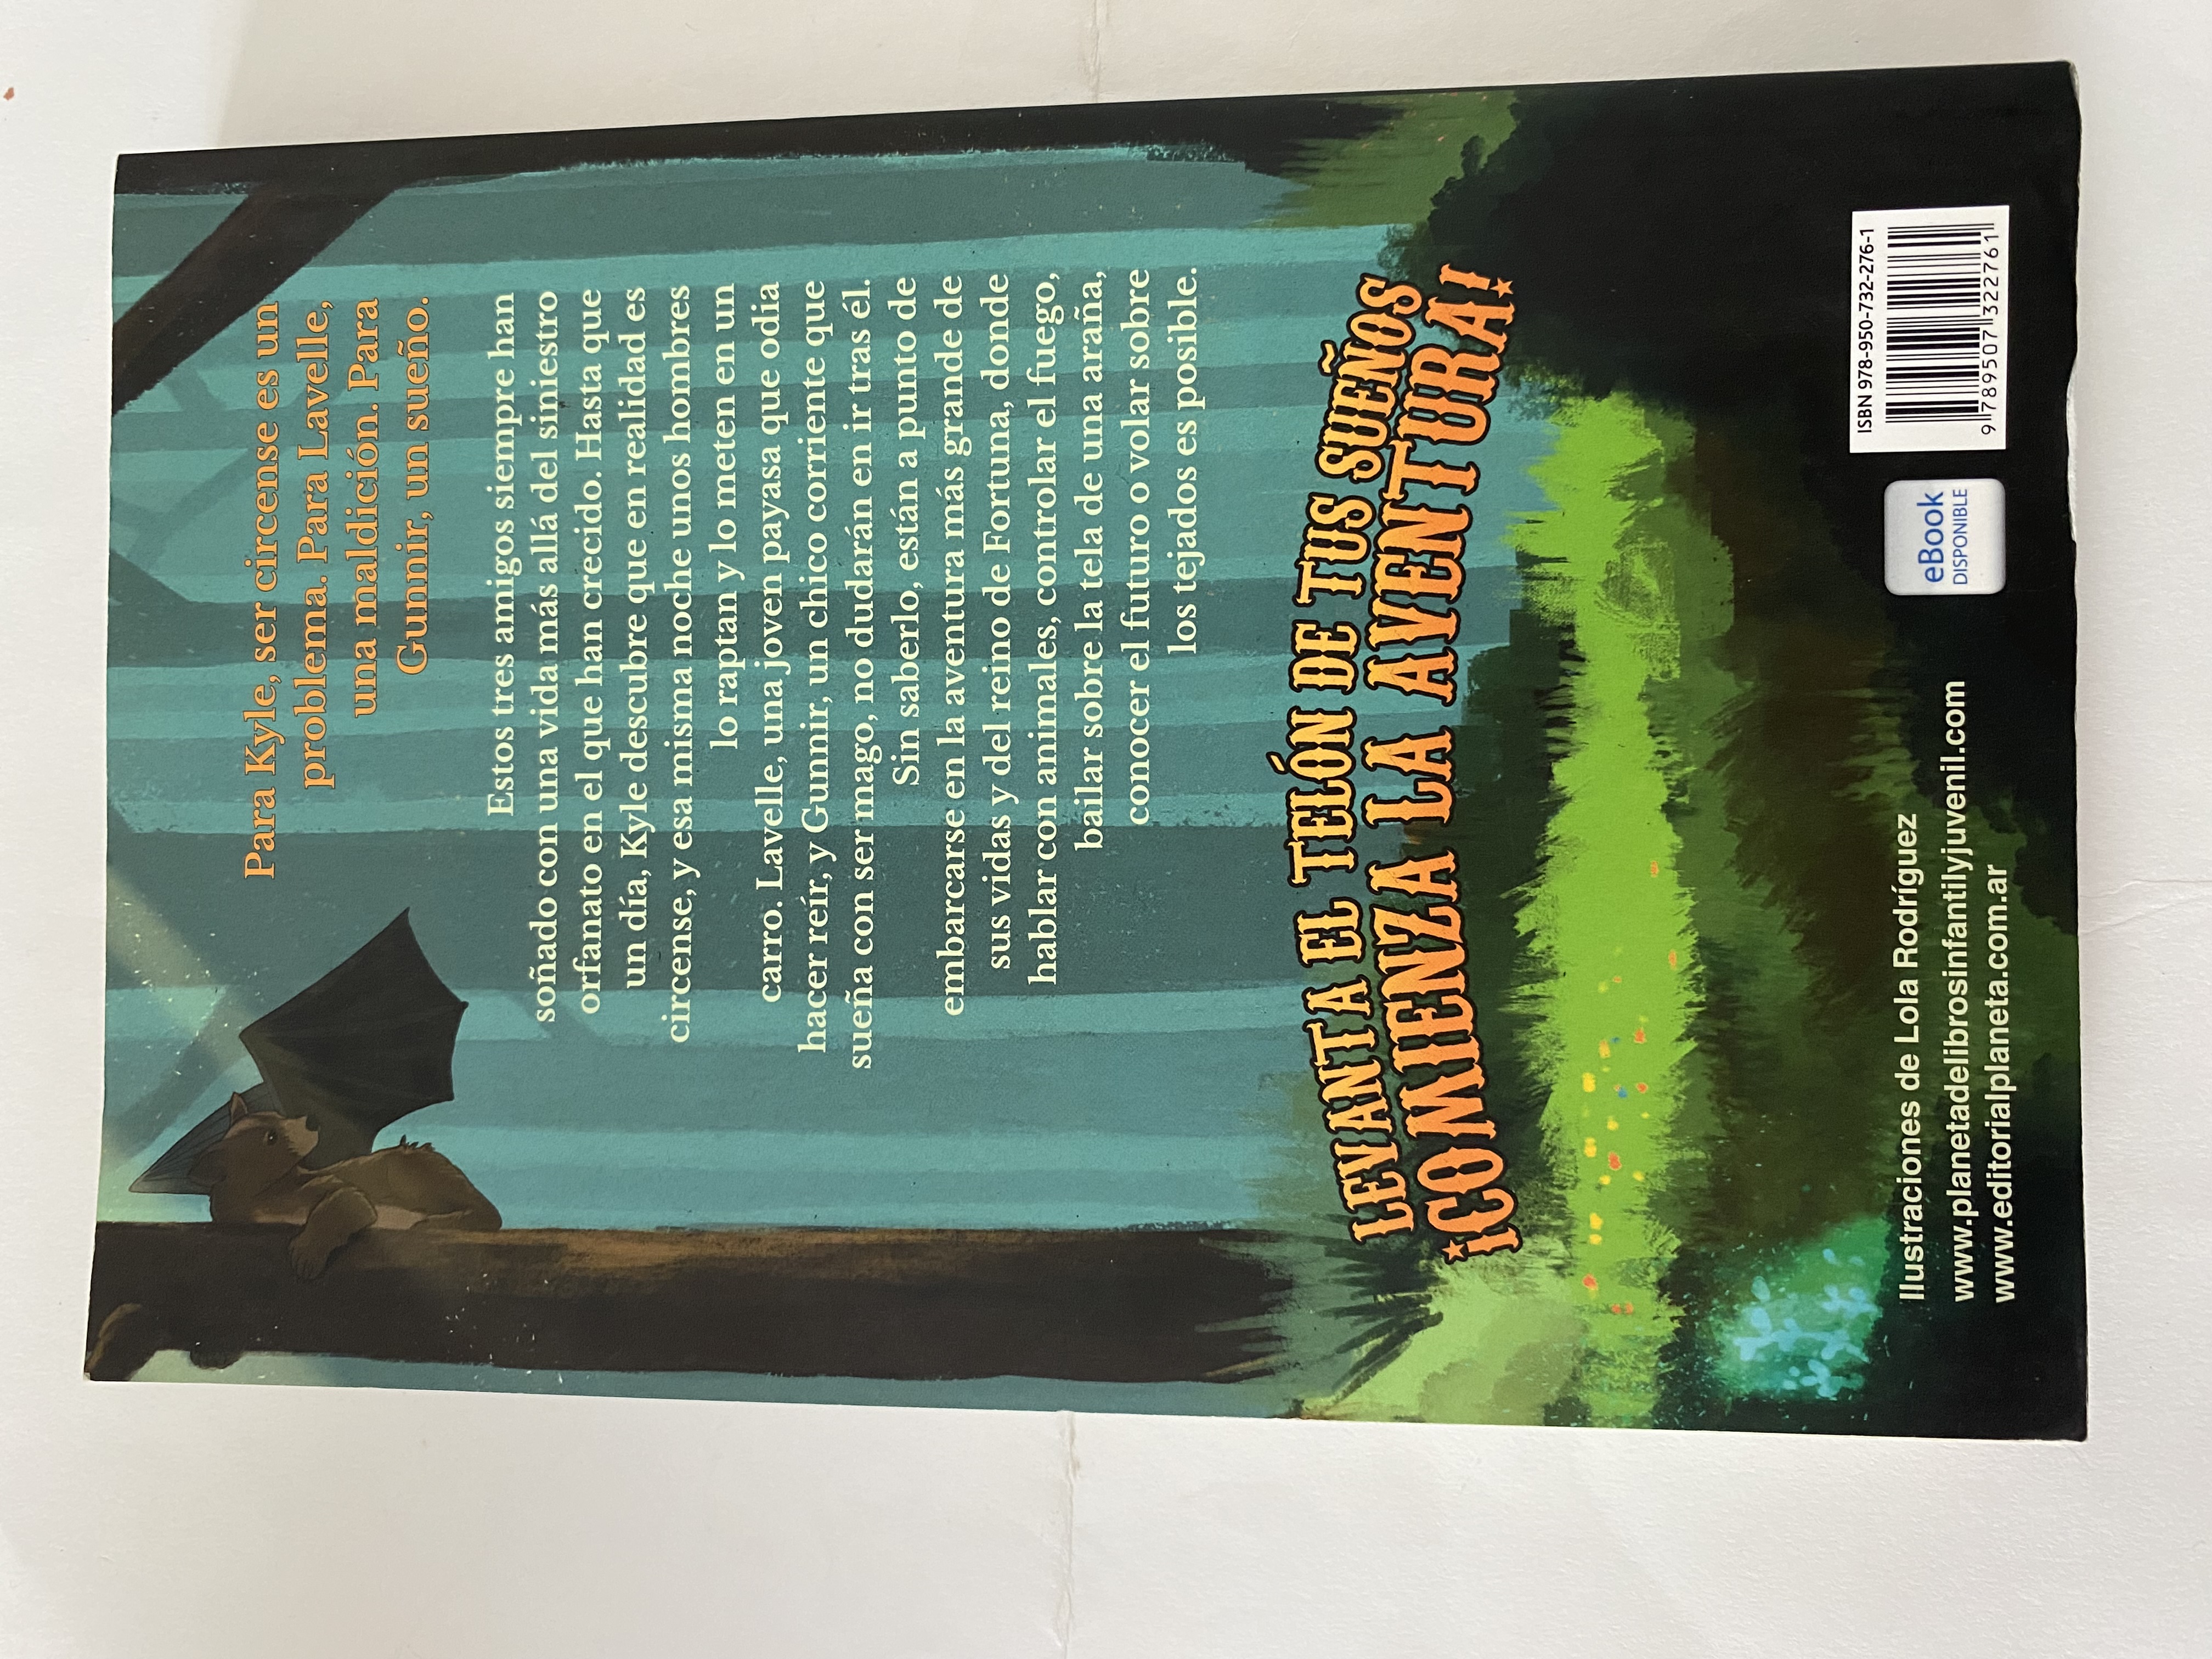 Para Kyle, ser circense es un
problema. Para Lavelle,
una maldición. Para
Gunnir, un sueño.
Estos tres amigos siempre han
soñado con una vida más allá del siniestro
orfanato en el que han crecido. Hasta que
un día, Kyle descubre que en realidad es
circense, y esa misma noche unos hombres
lo raptan y lo meten en un
carro. Lavelle, una joven payasa que odia
hacer reír, y Gunnir, un chico corriente que
sueña con ser mago, no dudarán en ir tras él.
Sin saberlo, están a punto de
embarcarse en la aventura más grande de
sus vidas y del reino de Fortuna, donde
hablar con animales, controlar el fuego,
bailar sobre la tela de una araña,
conocer el futuro o volar sobre
los tejados es posible.
LEVANTA EL TELÓN DE TUS SUEÑOS
¡COMIENZA LA AVENTURA!
Ilustraciones de Lola Rodríguez
www.planetadelibrosinfantilyjuvenil.com
www.editorialplaneta.com.ar
eBook
DISPONIBLE
ISBN 978-950-732-276-1
9 789507 322761